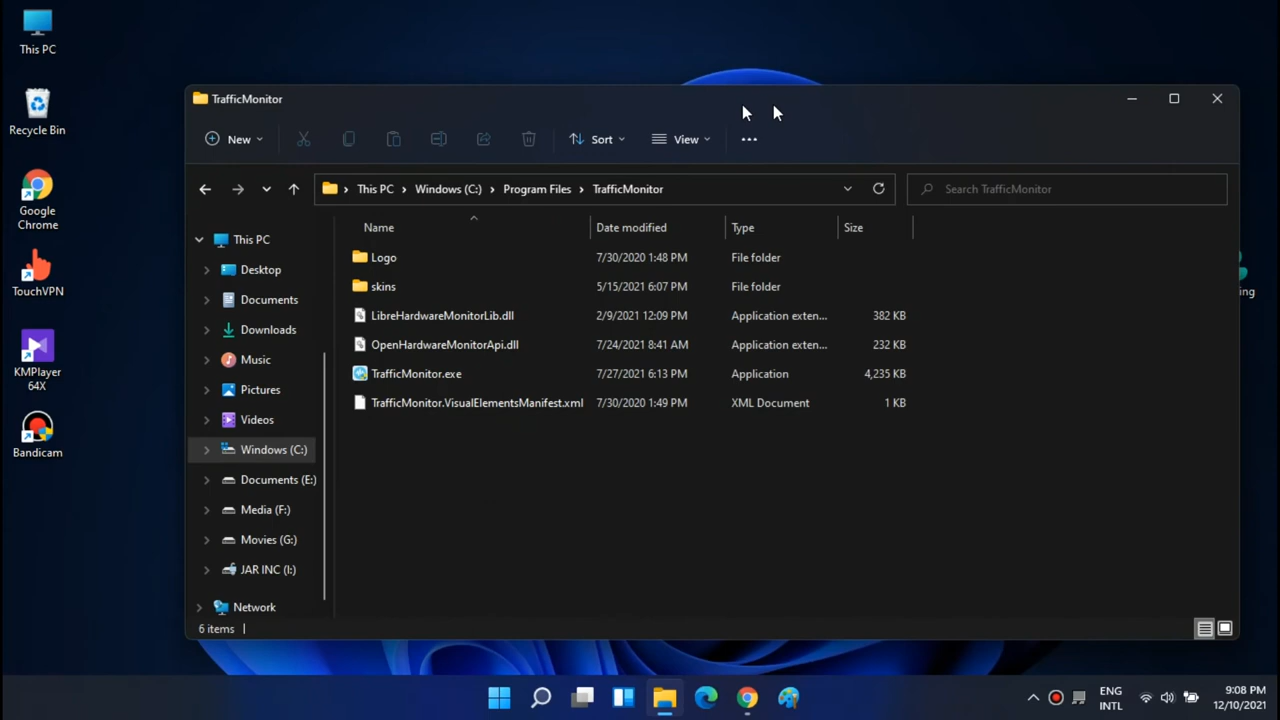 This PC
Recycle Bin
Google
Chrome
TouchVPN
KMPlayer
64X
Bandicam
TrafficMonitor
New
Sort
View
This PC
Windows (C:)
Program Files
TrafficMonitor
Search TrafficMonitor
This PC
Desktop
Documents
Downloads
Music
Pictures
Videos
Windows (C:)
Documents (E:)
Media (F:)
Movies (G:)
JAR INC (I:)
Network
Name Date modified Type Size
Logo 7/30/2020 1:48 PM File folder
skins 5/15/2021 6:07 PM File folder
LibreHardwareMonitorLib.dll 2/9/2021 12:09 PM Application exten... 382 KB
OpenHardwareMonitorApi.dll 7/24/2021 8:41 AM Application exten... 232 KB
TrafficMonitor.exe 7/27/2021 6:13 PM Application 4,235 KB
TrafficMonitor.VisualElementsManifest.xml 7/30/2020 1:49 PM XML Document 1 KB
6 items
ENG
INTL
9:08 PM
12/10/2021